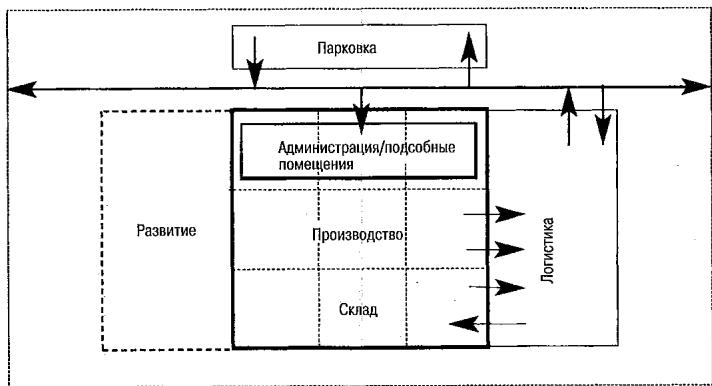 Парковка
Администрация/подсобные
помещения
Развитие
Производство
Логистика
Склад